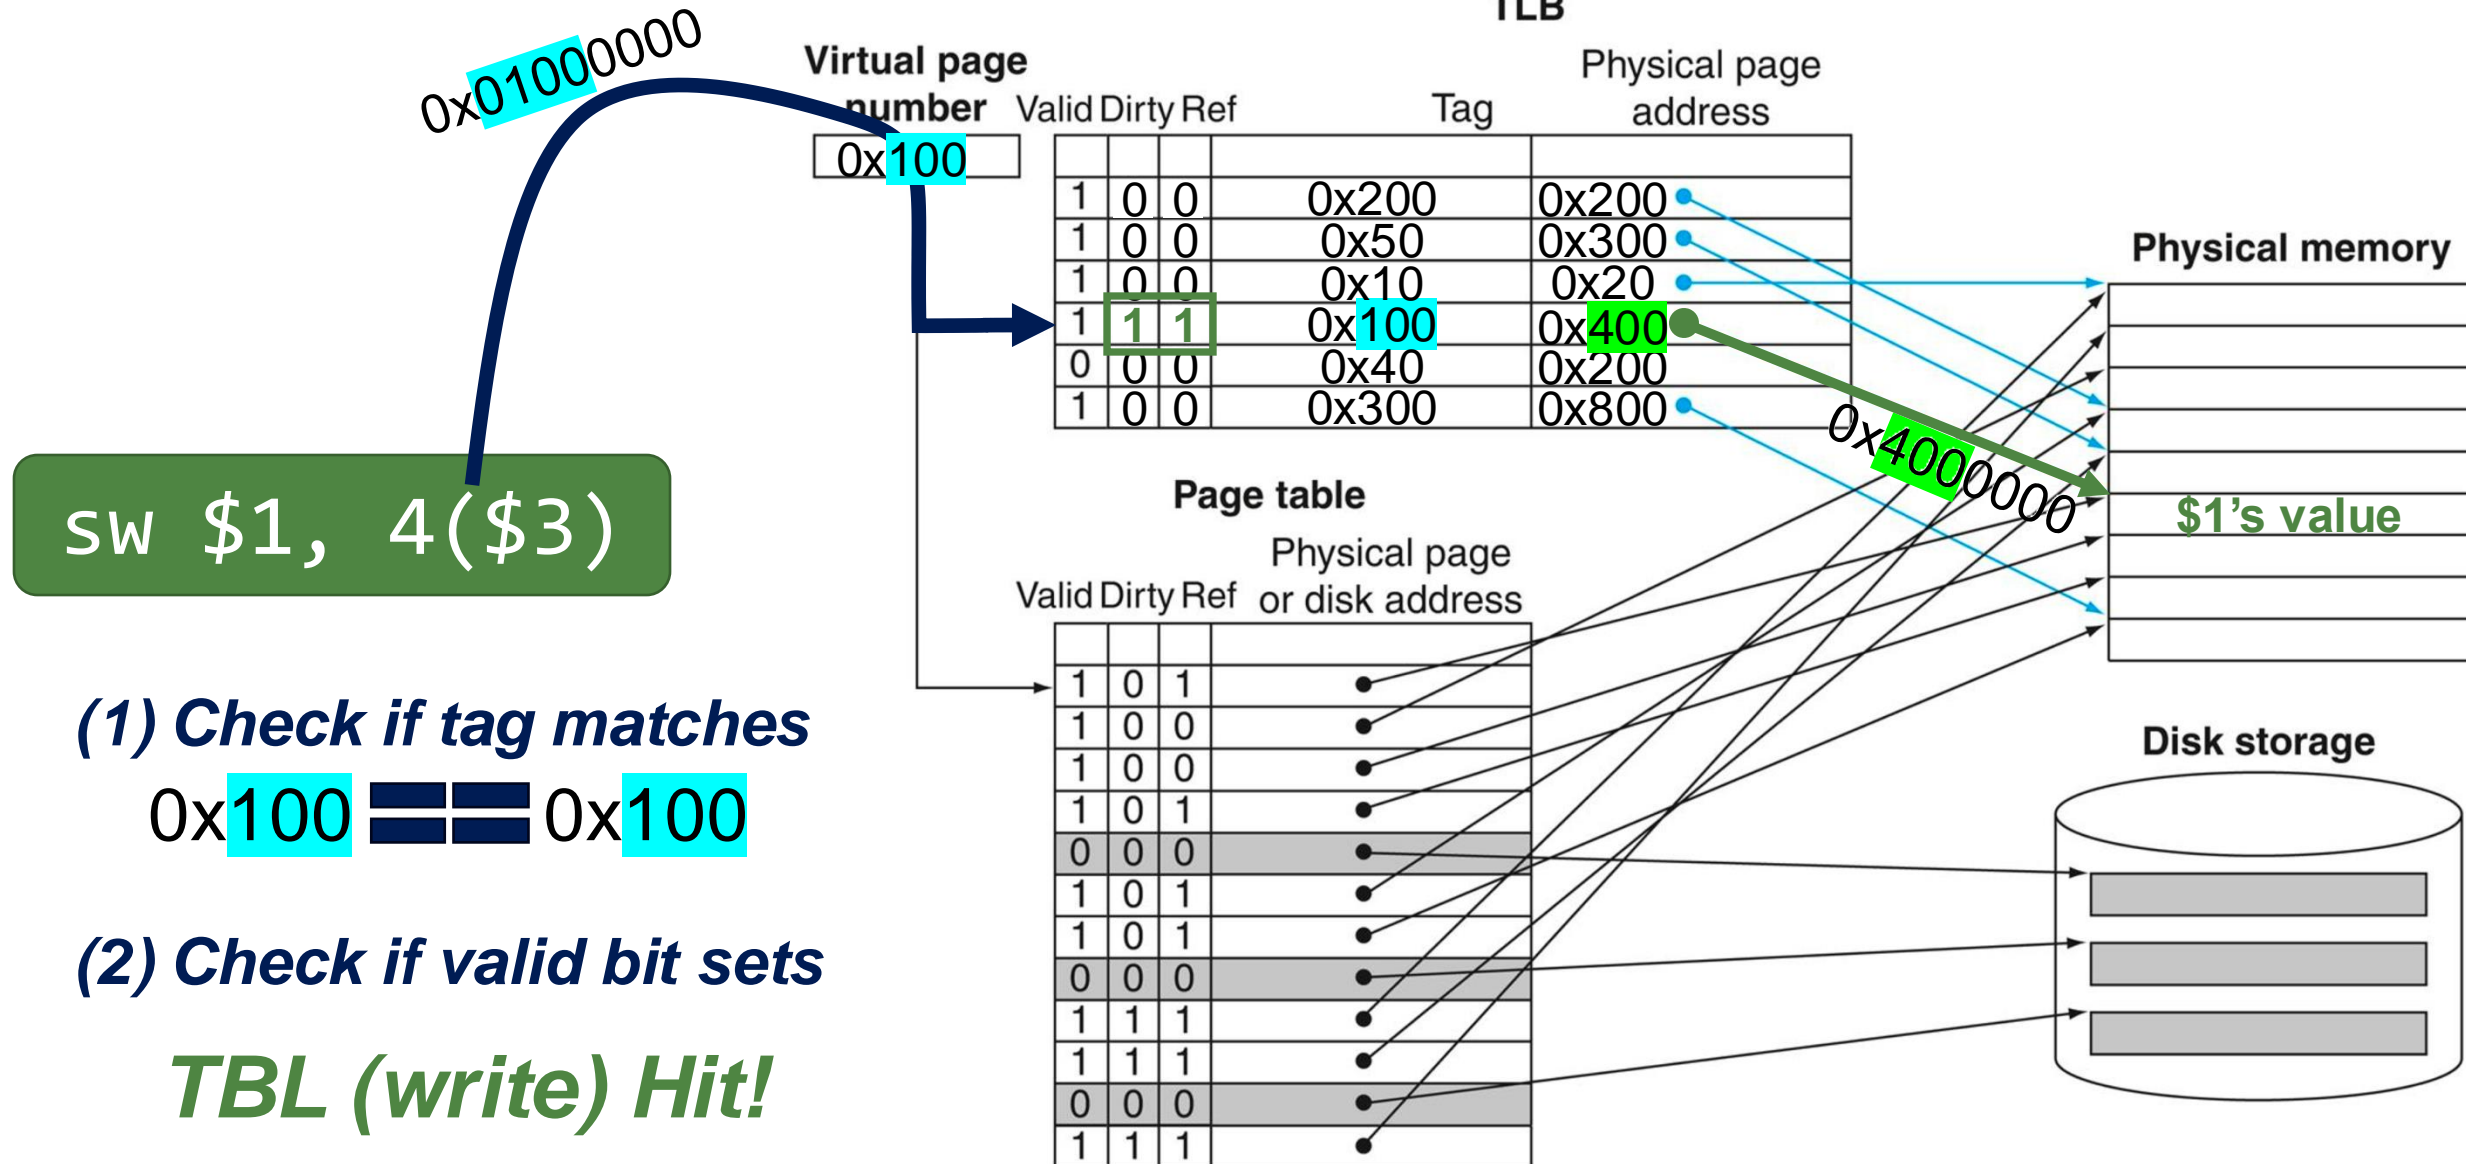 TLB
0x01000000
Virtual page
number
Physical page
address
Valid Dirty Ref Tag
0x100
1 0 0 0x200 0x200
1 0 0 0x50 0x300
1 0 0 0x10 0x20
1 1 1 0x100 0x400
0 0 0 0x40 0x200
1 0 0 0x300 0x800
Physical memory
0x4000000
$1’s value
sw $1, 4($3)
Page table
Physical page
or disk address
Valid Dirty Ref
1 0 1
1 0 0
1 0 0
1 0 1
0 0 0
1 0 1
1 0 1
0 0 0
1 1 1
1 1 1
0 0 0
1 1 1
Disk storage
(1) Check if tag matches
0x100 == 0x100
(2) Check if valid bit sets
TBL (write) Hit!